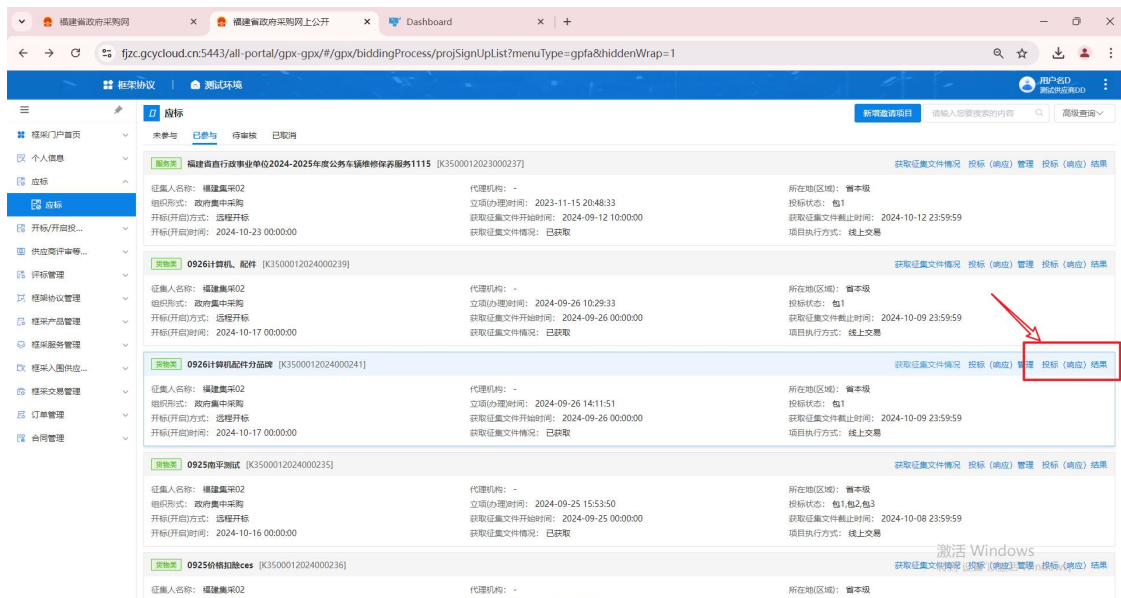 福建省政府采购网
福建省政府采购网上公开
Dashboard
fjzc.gcycloud.cn:5443/all-portal/gpx-gpx/#/gpx/biddingProcess/projSignUpList?menuType=gpfa&hiddenWrap=1
框架协议 测试环境 用户名D
测试供应商DD
应标 新增邀请项目 请输入您要搜索的内容 高级查询
未参与 已参与 待审核 已取消
框采门户首页
个人信息
应标
应标
开标/开启投...
供应商评审等...
评标管理
框架协议管理
框采产品管理
框采服务管理
框采入围供应...
框采交易管理
订单管理
合同管理
服务类 福建省直行政事业单位2024-2025年度公务车辆维修保养服务1115 [K3500012023000237] 获取征集文件情况 投标（响应）管理 投标（响应）结果
征集人名称： 福建集采02 代理机构： - 所在地(区域)： 省本级
组织形式： 政府集中采购 立项(办理)时间： 2023-11-15 20:48:33 投标状态： 包1
开标(开启)方式： 远程开标 获取征集文件开始时间： 2024-09-12 10:00:00 获取征集文件截止时间： 2024-10-12 23:59:59
开标(开启)时间： 2024-10-23 00:00:00 获取征集文件情况： 已获取 项目执行方式： 线上交易
货物类 0926计算机、配件 [K3500012024000239] 获取征集文件情况 投标（响应）管理 投标（响应）结果
征集人名称： 福建集采02 代理机构： - 所在地(区域)： 省本级
组织形式： 政府集中采购 立项(办理)时间： 2024-09-26 10:29:33 投标状态： 包1
开标(开启)方式： 远程开标 获取征集文件开始时间： 2024-09-26 00:00:00 获取征集文件截止时间： 2024-10-09 23:59:59
开标(开启)时间： 2024-10-17 00:00:00 获取征集文件情况： 已获取 项目执行方式： 线上交易
货物类 0926计算机配件分品牌 [K3500012024000241] 获取征集文件情况 投标（响应）管理 投标（响应）结果
征集人名称： 福建集采02 代理机构： - 所在地(区域)： 省本级
组织形式： 政府集中采购 立项(办理)时间： 2024-09-26 14:11:51 投标状态： 包1
开标(开启)方式： 远程开标 获取征集文件开始时间： 2024-09-26 00:00:00 获取征集文件截止时间： 2024-10-09 23:59:59
开标(开启)时间： 2024-10-17 00:00:00 获取征集文件情况： 已获取 项目执行方式： 线上交易
货物类 0925南平测试 [K3500012024000235] 获取征集文件情况 投标（响应）管理 投标（响应）结果
征集人名称： 福建集采02 代理机构： - 所在地(区域)： 省本级
组织形式： 政府集中采购 立项(办理)时间： 2024-09-25 15:53:50 投标状态： 包1,包2,包3
开标(开启)方式： 远程开标 获取征集文件开始时间： 2024-09-25 00:00:00 获取征集文件截止时间： 2024-10-08 23:59:59
开标(开启)时间： 2024-10-16 00:00:00 获取征集文件情况： 已获取 项目执行方式： 线上交易
激活 Windows
货物类 0925价格扣除ces [K3500012024000236] 获取征集文件情况 投标（响应）管理 投标（响应）结果
征集人名称： 福建集采02 代理机构： - 所在地(区域)： 省本级